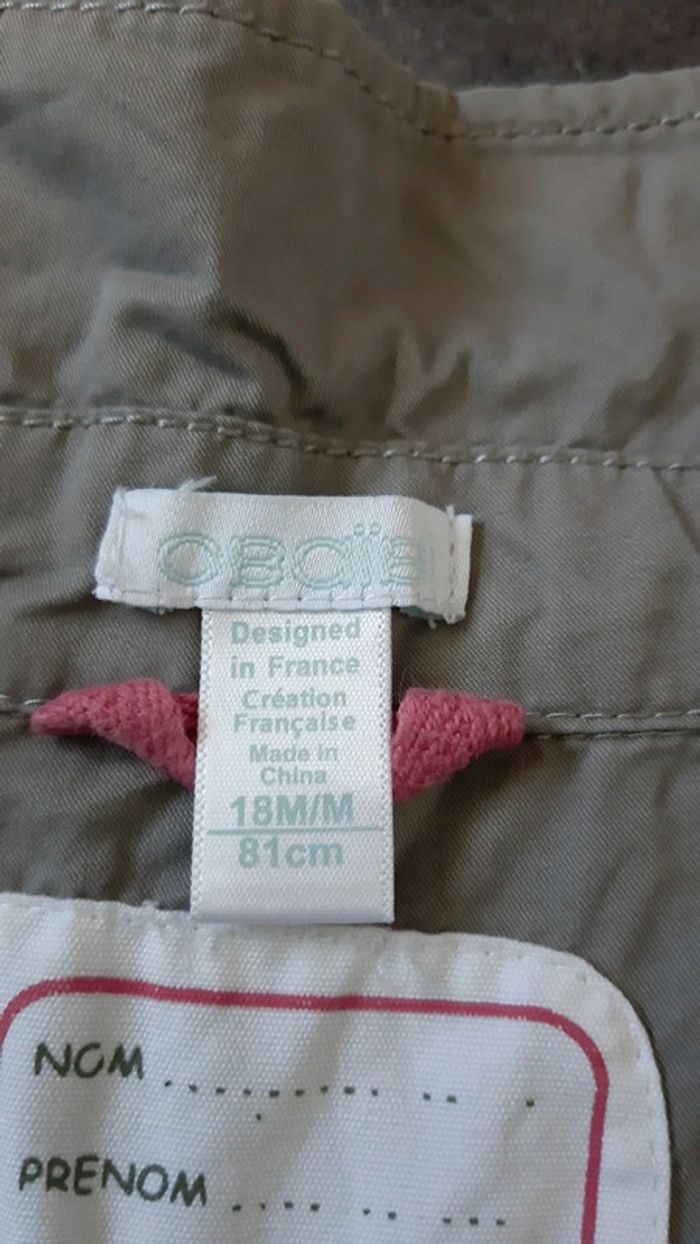 OBaïBi
Designed
in France
Création
Française
Made in
China
18M/M
81cm
NOM
PRENOM